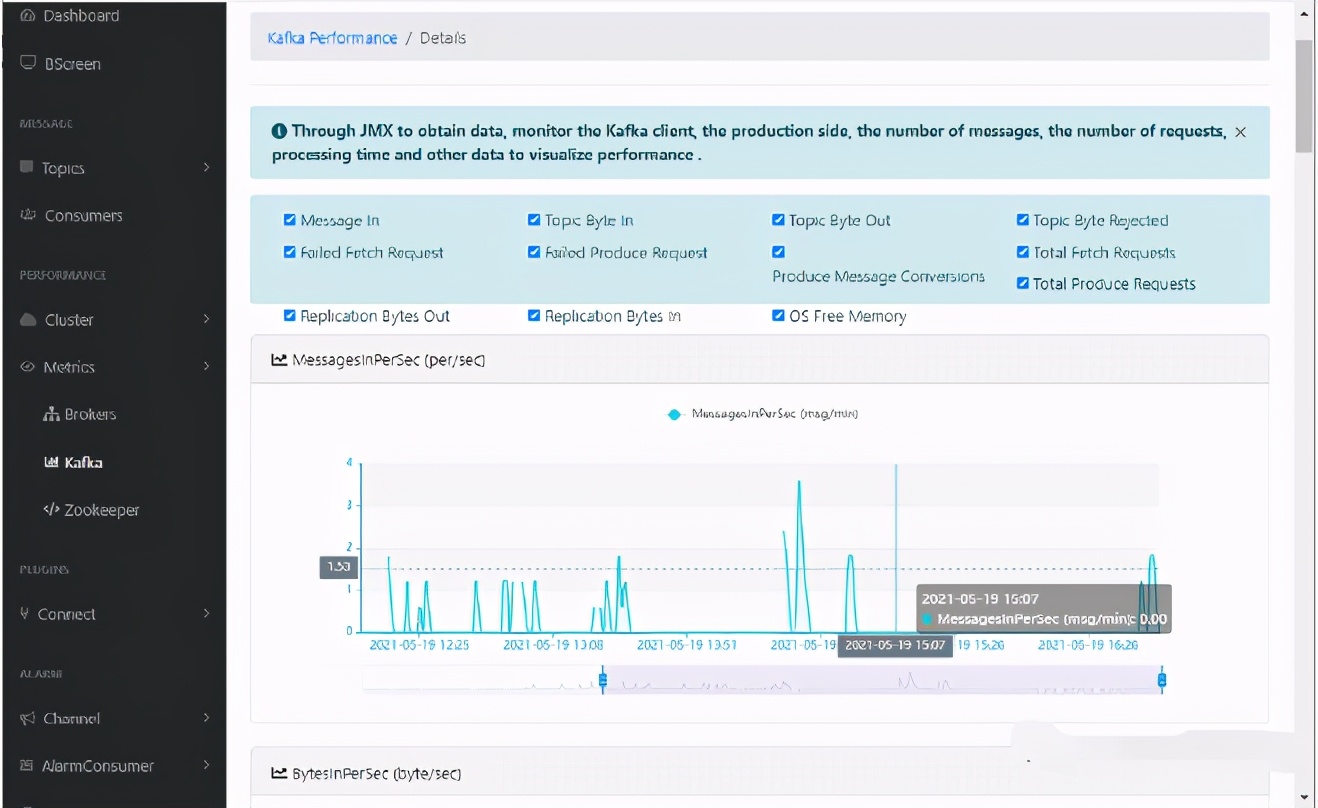 Dashboard
BScreen
MESSAGE
Topics
Consumers
PERFORMANCE
Cluster
Metrics
Brokers
Kafka
Zookeeper
PLUGINS
Connect
ALARM
Channel
AlarmConsumer
Kafka Performance / Details
Through JMX to obtain data, monitor the Kafka client, the production side, the number of messages, the number of requests, ×
processing time and other data to visualize performance .
Message In Topic Byte In Topic Byte Out Topic Byte Rejected
Failed Fetch Request Failed Produce Request Total Fetch Requests
Produce Message Conversions Total Produce Requests
Replication Bytes Out Replication Bytes In OS Free Memory
MessagesInPerSec (per/sec)
MessagesInPerSec (msg/min)
4
3
2
1.50
1
0
2021-05-19 15:07
MessagesInPerSec (msg/min): 0.00
2021-05-19 12:25 2021-05-19 13:08 2021-05-19 13:51 2021-05-19 2021-05-19 15:07 19 15:26 2021-05-19 16:26
BytesInPerSec (byte/sec)